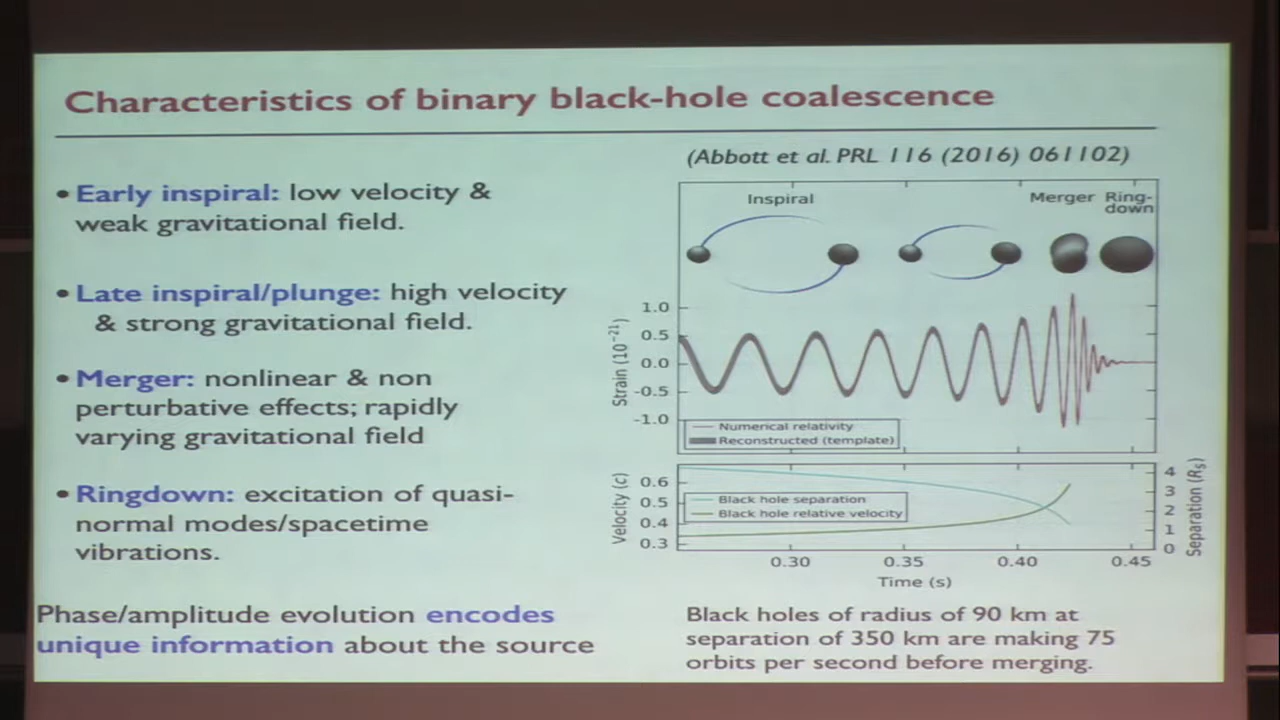 Characteristics of binary black-hole coalescence
(Abbott et al. PRL 116 (2016) 061102)
• Early inspiral: low velocity &
weak gravitational field.
• Late inspiral/plunge: high velocity
& strong gravitational field.
• Merger: nonlinear & non
perturbative effects; rapidly
varying gravitational field
• Ringdown: excitation of quasi-
normal modes/spacetime
vibrations.
Phase/amplitude evolution encodes
unique information about the source
Inspiral
Merger
Ring-
down
Strain (10⁻²¹)
1.0
0.5
0.0
-0.5
-1.0
Numerical relativity
Reconstructed (template)
Velocity (c)
0.6
0.5
0.4
0.3
Black hole separation
Black hole relative velocity
4
3
2
1
0
Separation (R_S)
0.30
0.35
0.40
0.45
Time (s)
Black holes of radius of 90 km at
separation of 350 km are making 75
orbits per second before merging.